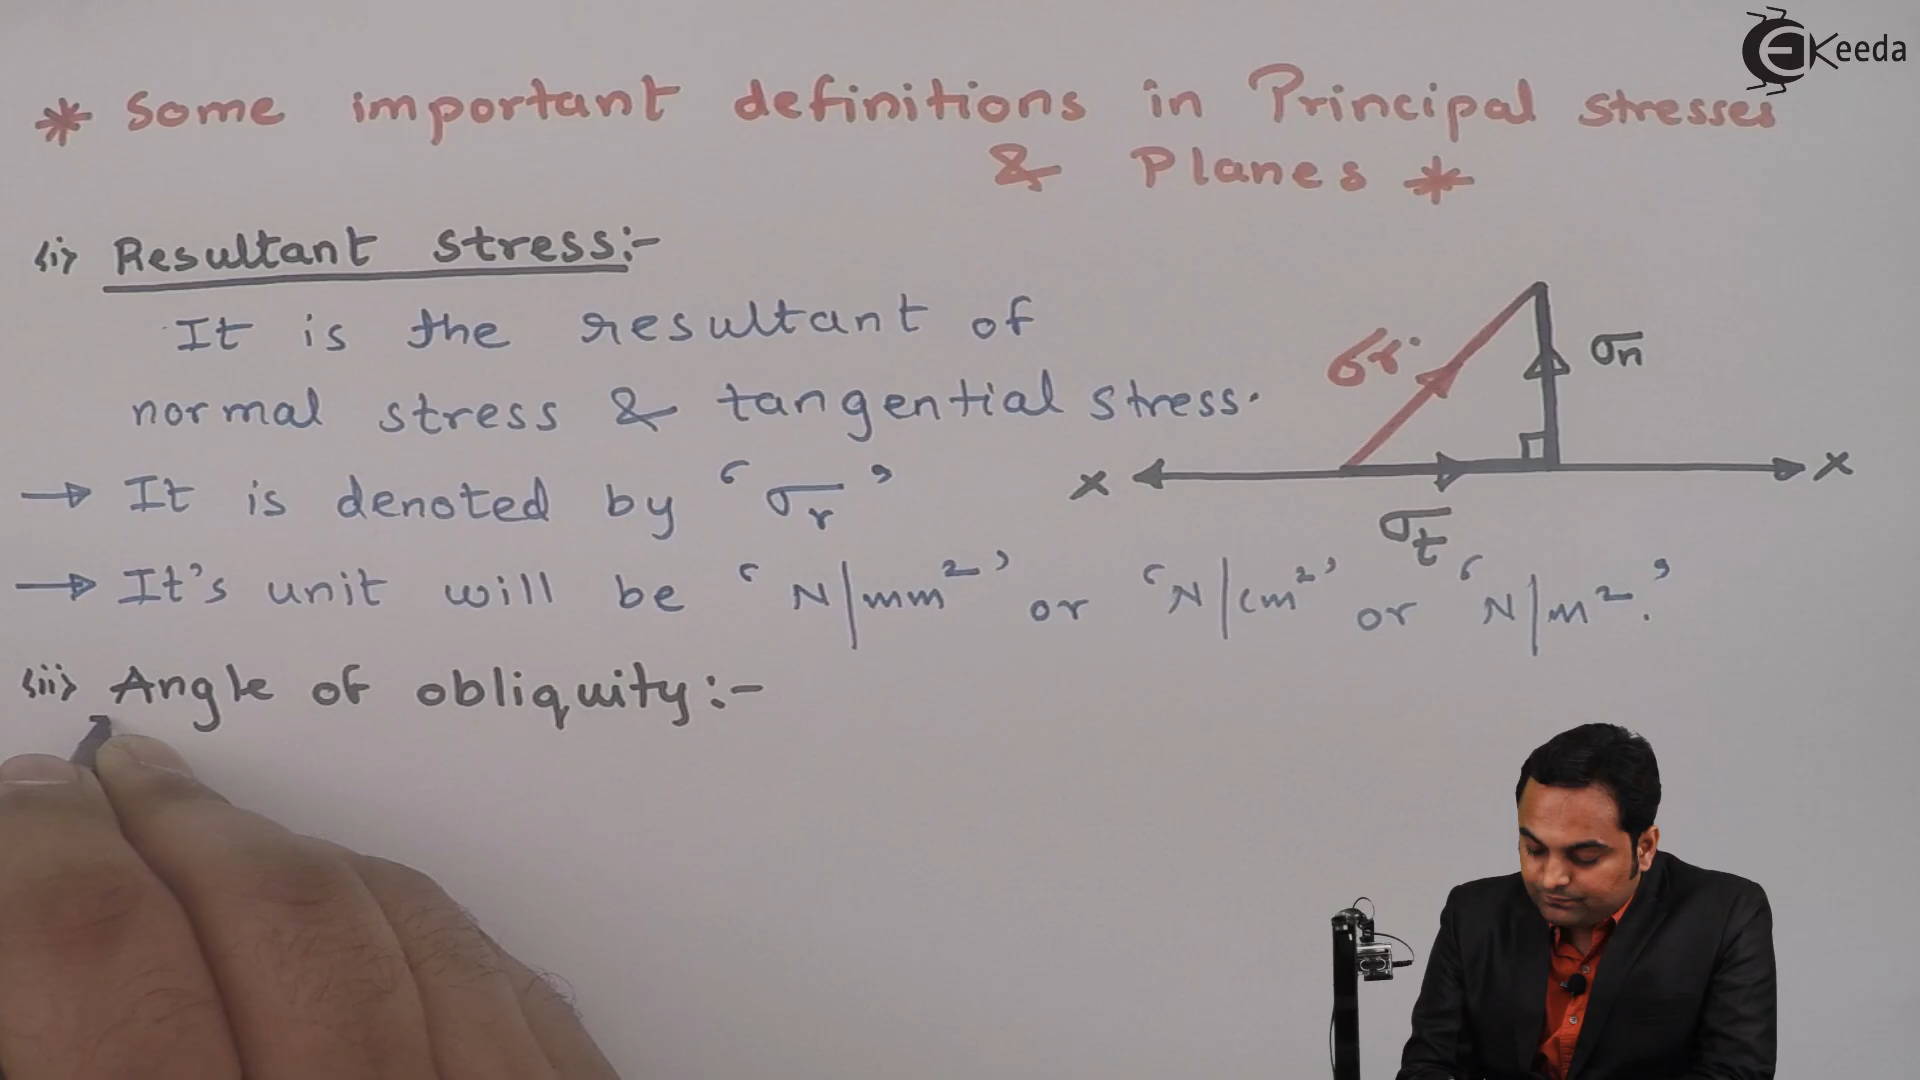 Keeda
* Some important definitions in Principal stresses
& Planes *
(i) Resultant stress:-
It is the resultant of
normal stress & tangential stress.
→ It is denoted by ‘σr’
→ It's unit will be ‘N/mm²’ or ‘N/cm²’ or ‘N/m².’
(ii) Angle of obliquity:-
σr
σn
x
x
σt